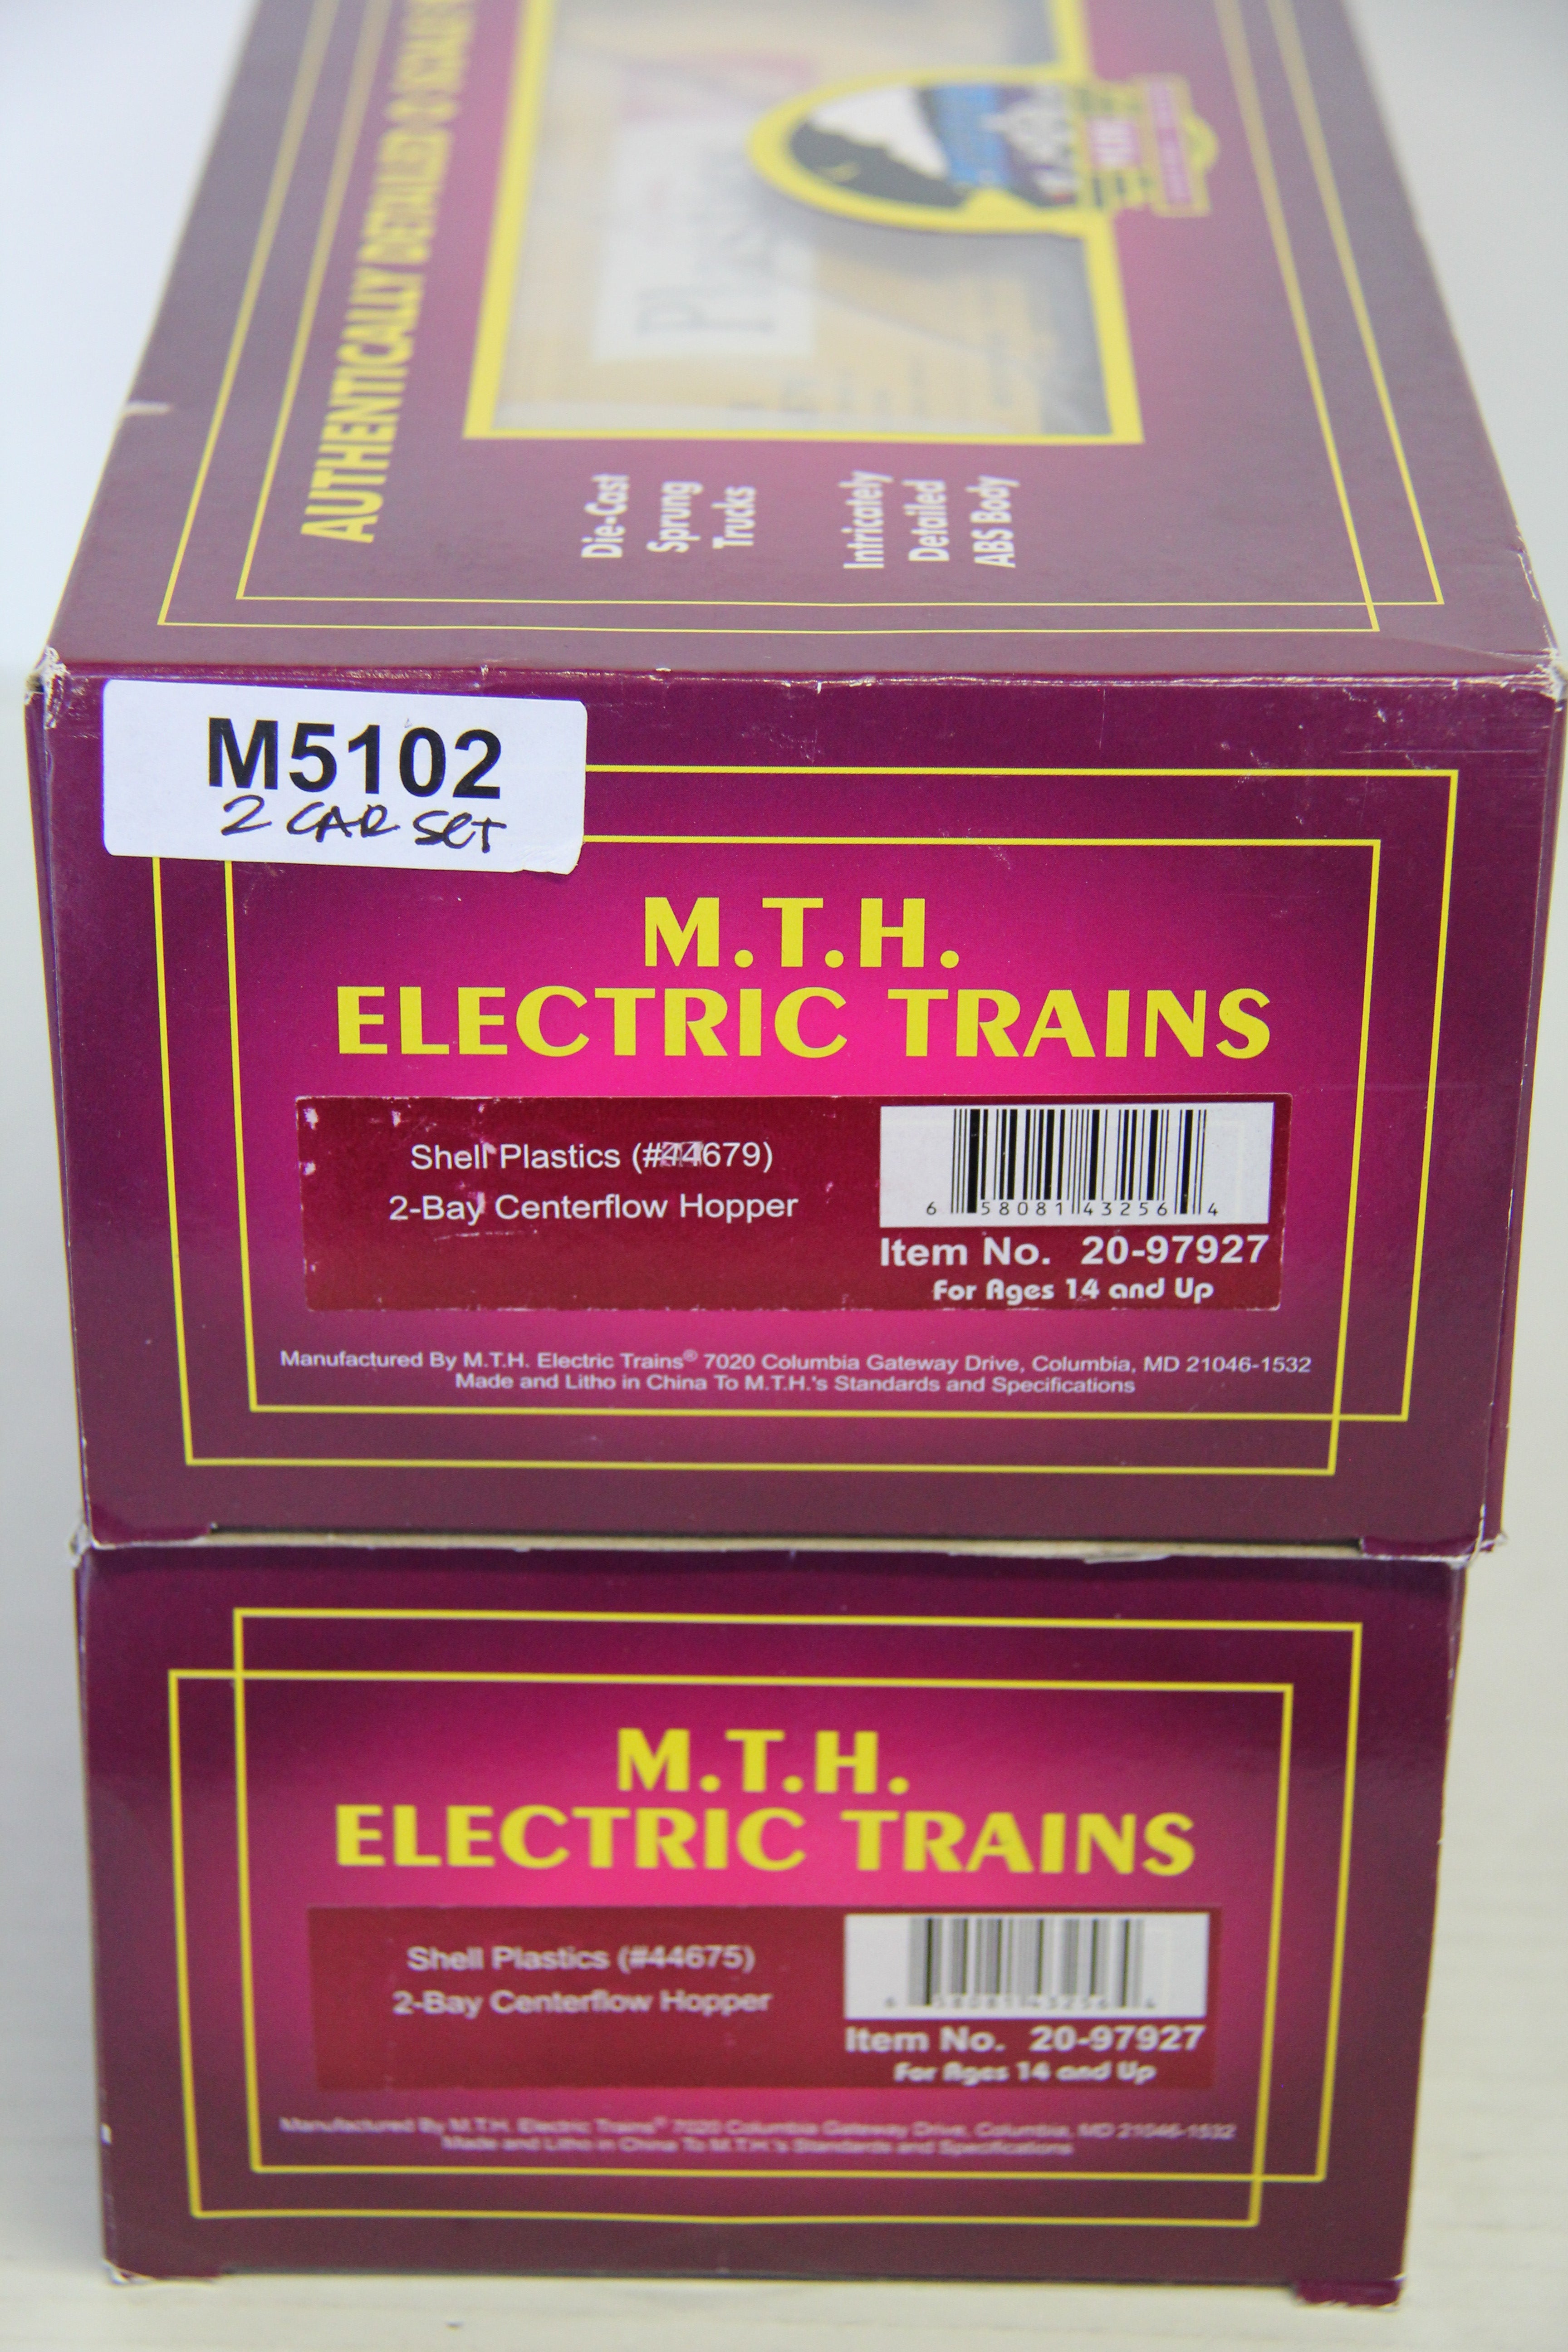 AUTHENTICALLY DETAILED &
Plastics
Die-Cast
Sprung
Trucks
Intricately
Detailed
ABS Body
M5102
2 CAR SET
M.T.H.
ELECTRIC TRAINS
Shell Plastics (#44679)
2-Bay Centerflow Hopper
6 58081 43256 4
Item No. 20-97927
For Ages 14 and Up
Manufactured By M.T.H. Electric Trains® 7020 Columbia Gateway Drive, Columbia, MD 21046-1532
Made and Litho in China To M.T.H.'s Standards and Specifications
M.T.H.
ELECTRIC TRAINS
Shell Plastics (#44675)
2-Bay Centerflow Hopper
6 58081 43256 4
Item No. 20-97927
For Ages 14 and Up
Manufactured By M.T.H. Electric Trains® 7020 Columbia Gateway Drive, Columbia, MD 21046-1532
Made and Litho in China To M.T.H.'s Standards and Specifications